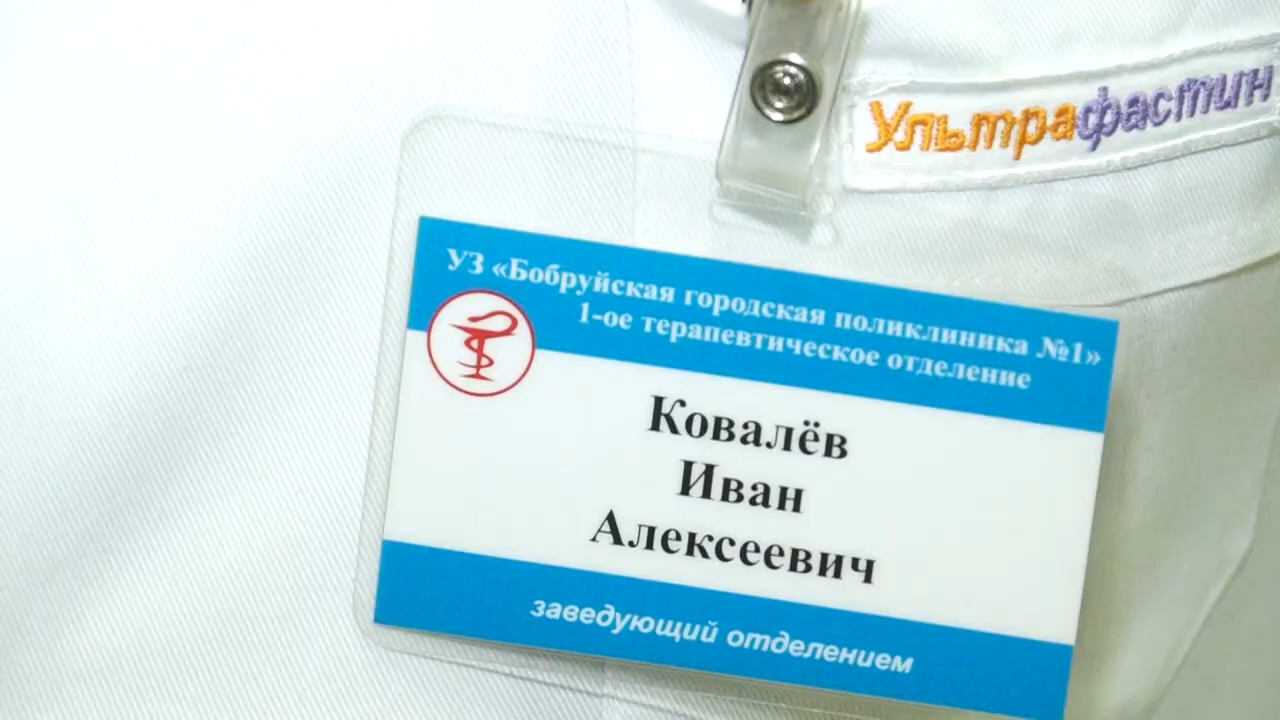 Ультрафастин
УЗ «Бобруйская городская поликлиника №1»
1-ое терапевтическое отделение
Ковалёв
Иван
Алексеевич
заведующий отделением